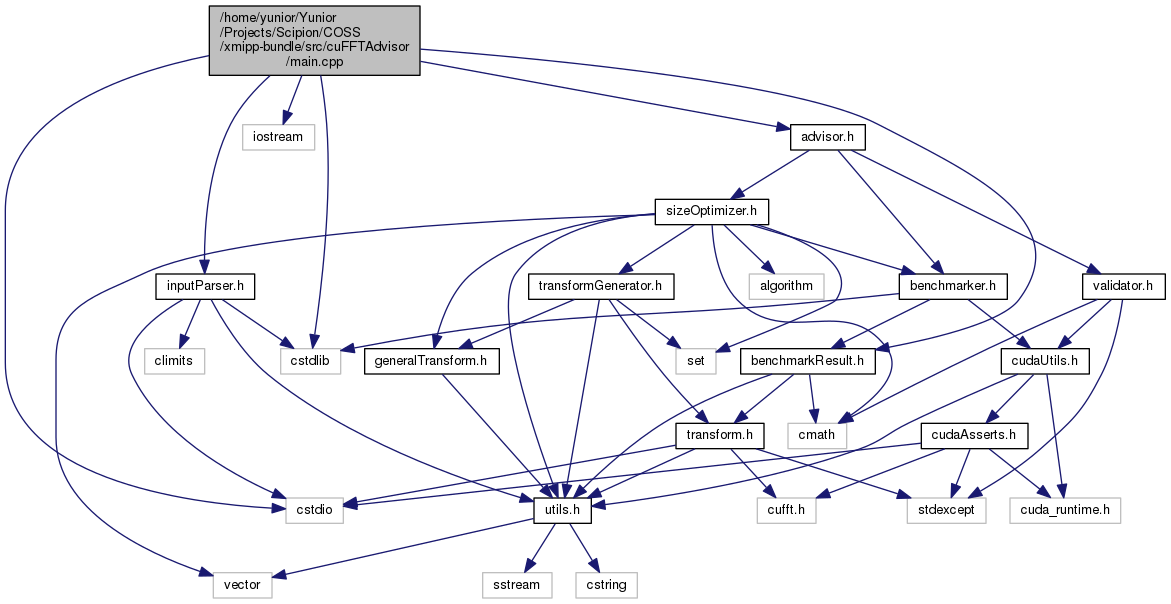 /home/yunior/Yunior
/Projects/Scipion/COSS
/xmipp-bundle/src/cuFFTAdvisor
/main.cpp
iostream
advisor.h
sizeOptimizer.h
inputParser.h
transformGenerator.h
algorithm
benchmarker.h
validator.h
climits
cstdlib
generalTransform.h
set
benchmarkResult.h
cudaUtils.h
transform.h
cmath
cudaAsserts.h
cstdio
utils.h
cufft.h
stdexcept
cuda_runtime.h
vector
sstream
cstring